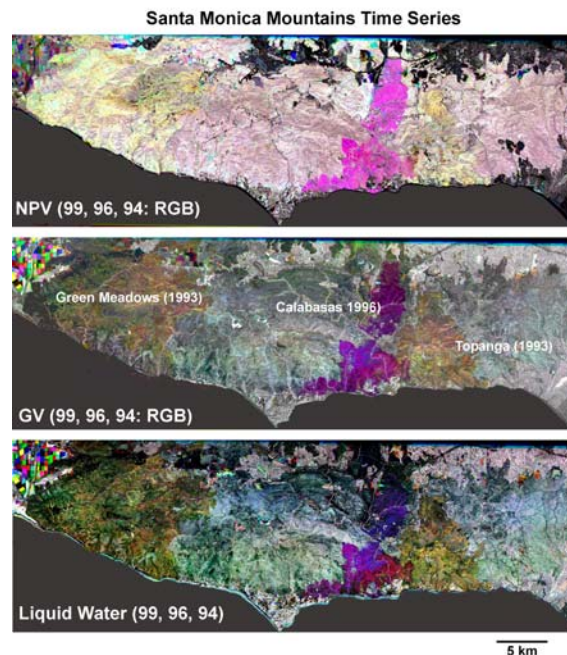 Santa Monica Mountains Time Series
NPV (99, 96, 94: RGB)
Green Meadows (1993)
Calabasas 1996)
Topanga (1993)
GV (99, 96, 94: RGB)
Liquid Water (99, 96, 94)
5 km